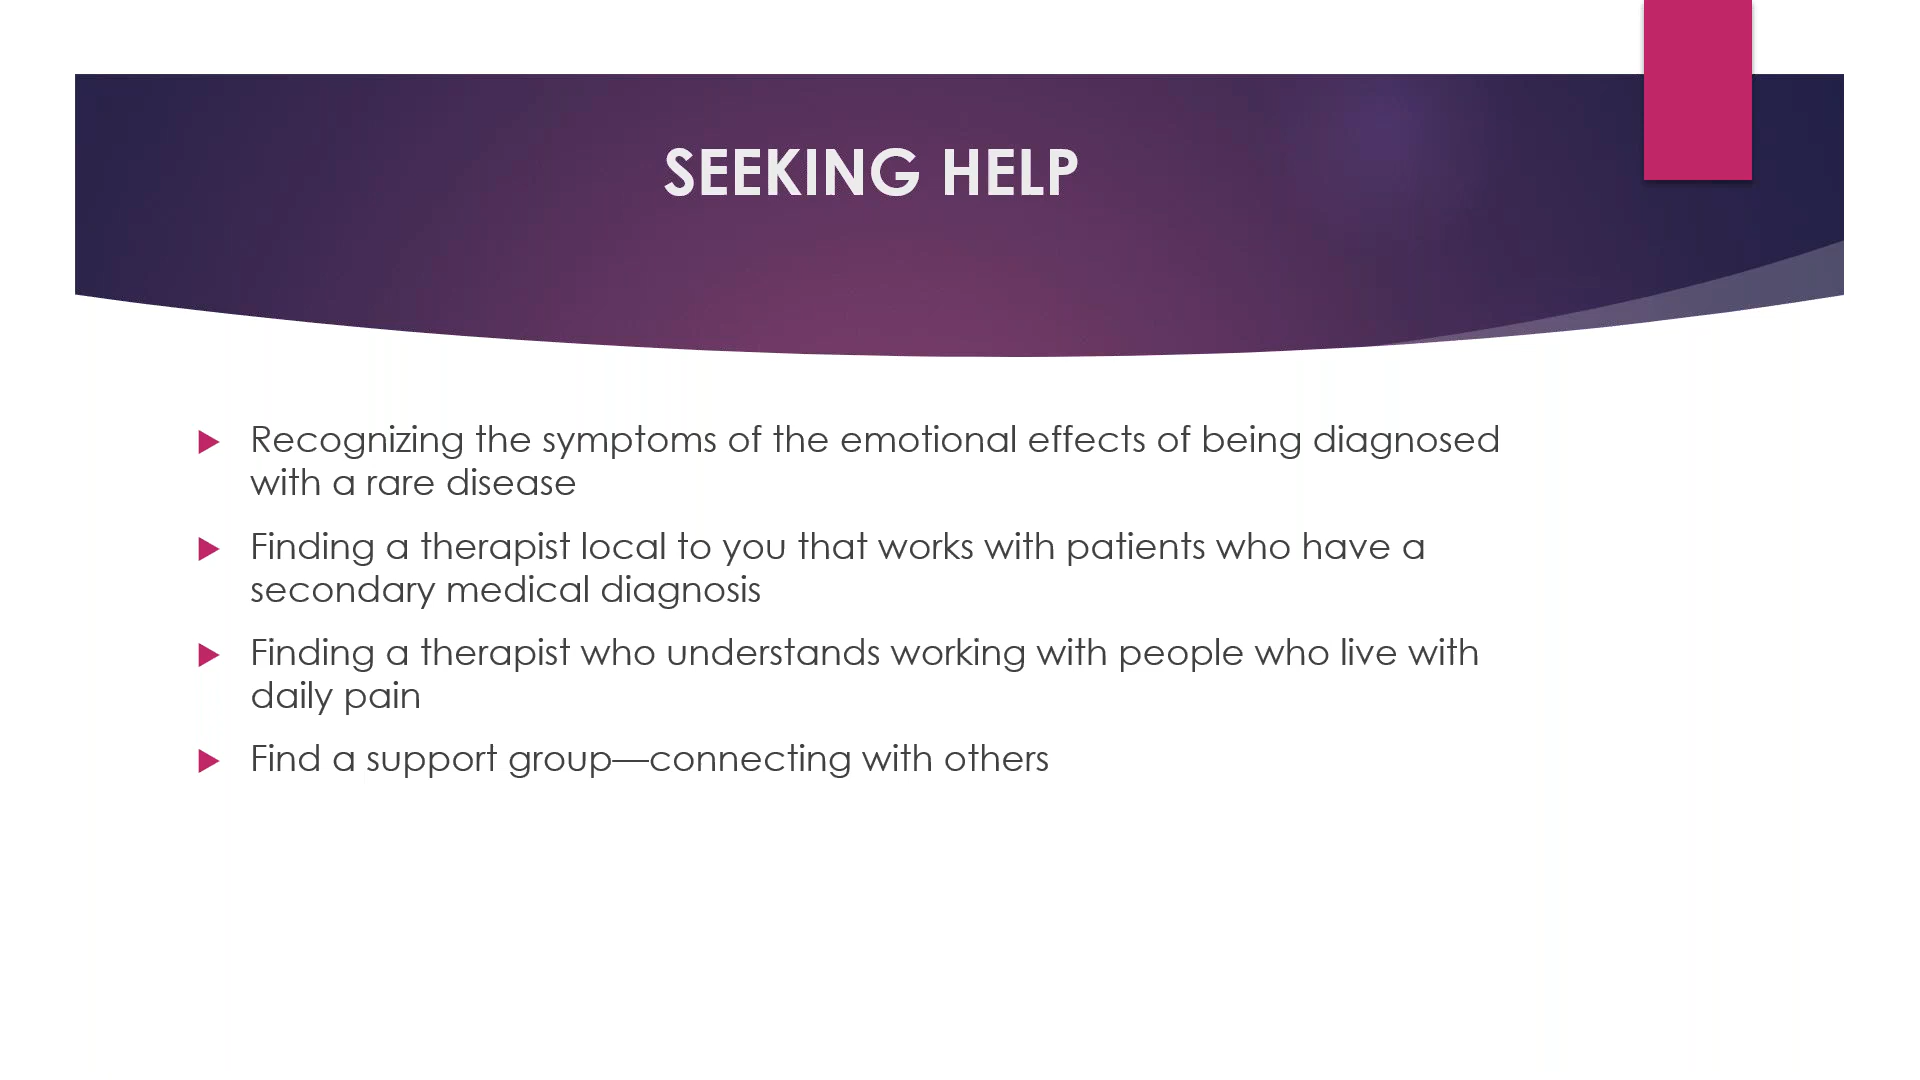 SEEKING HELP
Recognizing the symptoms of the emotional effects of being diagnosed
with a rare disease
Finding a therapist local to you that works with patients who have a
secondary medical diagnosis
Finding a therapist who understands working with people who live with
daily pain
Find a support group—connecting with others